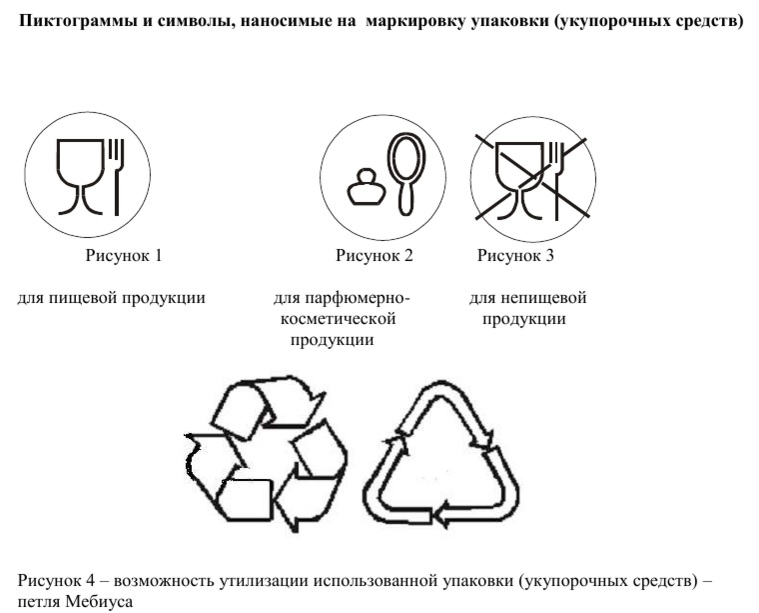 Пиктограммы и символы, наносимые на маркировку упаковки (укупорочных средств)
Рисунок 1
Рисунок 2
Рисунок 3
для пищевой продукции
для парфюмерно-
косметической
продукции
для непищевой
продукции
Рисунок 4 – возможность утилизации использованной упаковки (укупорочных средств) –
петля Мебиуса